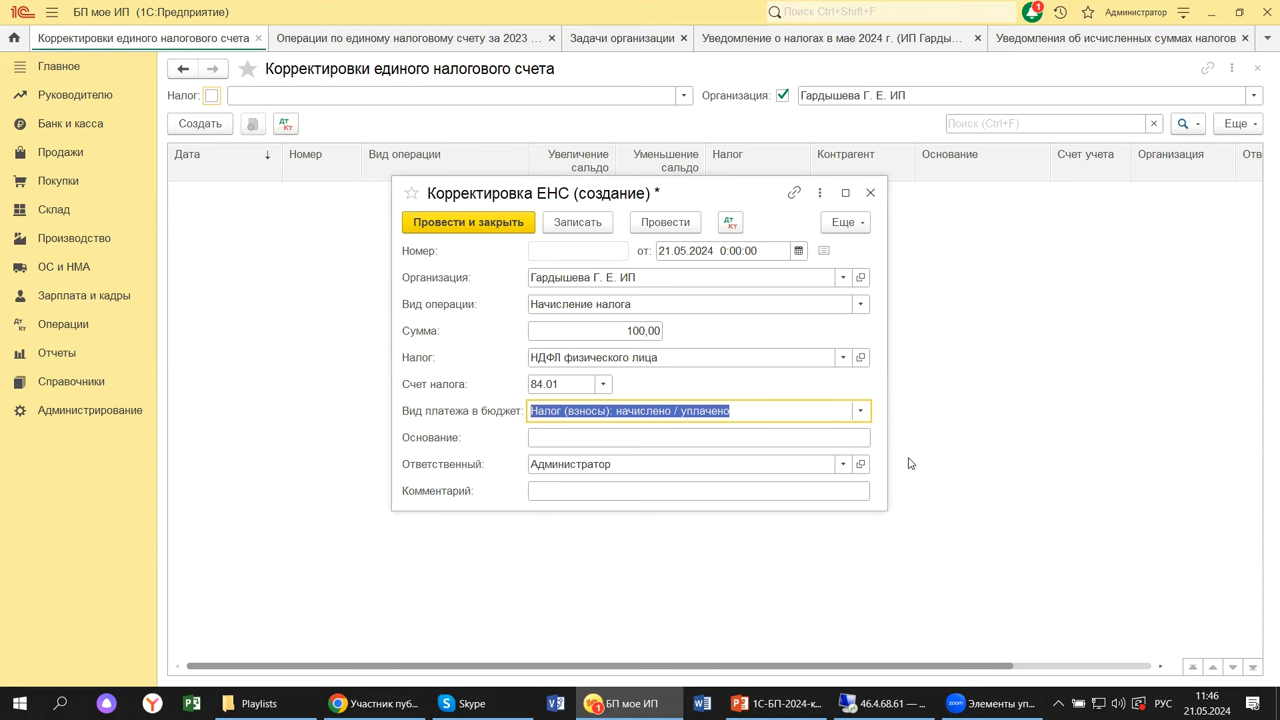 БП мое ИП (1С:Предприятие)
Поиск Ctrl+Shift+F
1
Администратор
Корректировки единого налогового счета
Операции по единому налоговому счету за 2023 ...
Задачи организации
Уведомление о налогах в мае 2024 г. (ИП Гарды...
Уведомления об исчисленных суммах налогов
Главное
Руководителю
Банк и касса
Продажи
Покупки
Склад
Производство
ОС и НМА
Зарплата и кадры
Операции
Отчеты
Справочники
Администрирование
Корректировки единого налогового счета
Налог:
Организация:
Гардышева Г. Е. ИП
Создать
Дт Кт
Поиск (Ctrl+F)
Еще
Дата
Номер
Вид операции
Увеличение сальдо
Уменьшение сальдо
Налог
Контрагент
Основание
Счет учета
Организация
Отв
Корректировка ЕНС (создание) *
Провести и закрыть
Записать
Провести
Дт Кт
Еще
Номер:
от: 21.05.2024 0:00:00
Организация: Гардышева Г. Е. ИП
Вид операции: Начисление налога
Сумма: 100,00
Налог: НДФЛ физического лица
Счет налога: 84.01
Вид платежа в бюджет: Налог (взносы): начислено / уплачено
Основание:
Ответственный: Администратор
Комментарий:
Playlists
Участник пуб...
Skype
БП мое ИП
1С-БП-2024-к...
46.4.68.61) — ...
Элементы уп...
РУС
11:46
21.05.2024